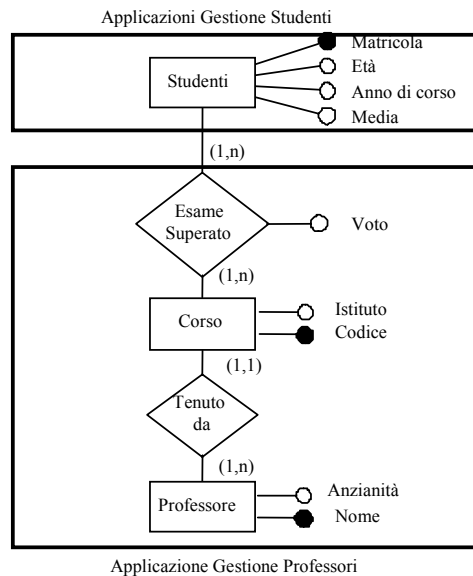 Applicazioni Gestione Studenti
Matricola
Età
Studenti
Anno di corso
Media
(1,n)
Esame
Superato
Voto
(1,n)
Istituto
Corso
Codice
(1,1)
Tenuto
da
(1,n)
Anzianità
Professore
Nome
Applicazione Gestione Professori